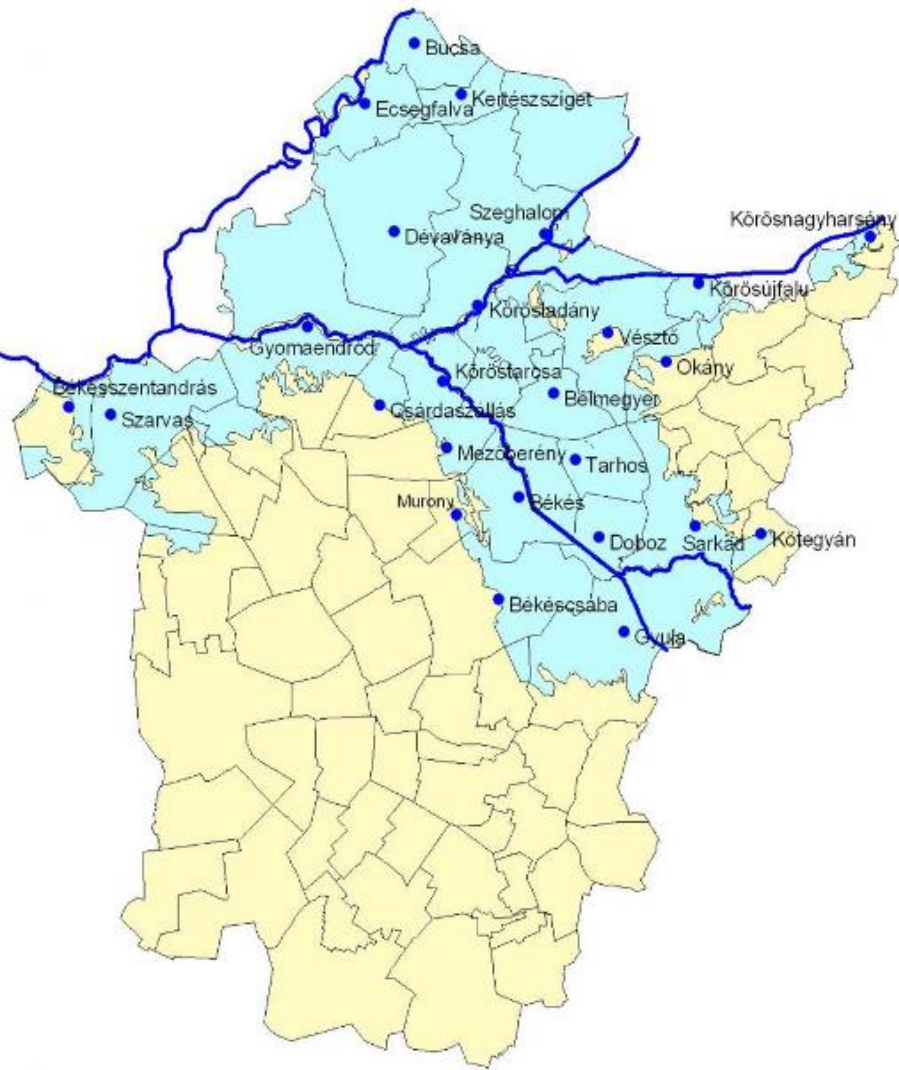 Bucsa
Kertészsziget
Ecsegfalva
Szeghalom
Körösnagyharsány
Dévaványa
Körösújfalu
Körösladány
Gyomaendrőd
Vésztő
Okány
Köröstarcsa
Békésszentandrás
Bélmegyer
Csárdaszállás
Szarvas
Mezőberény
Tarhos
Murony
Békés
Doboz
Sarkad
Kötegyán
Békéscsaba
Gyula